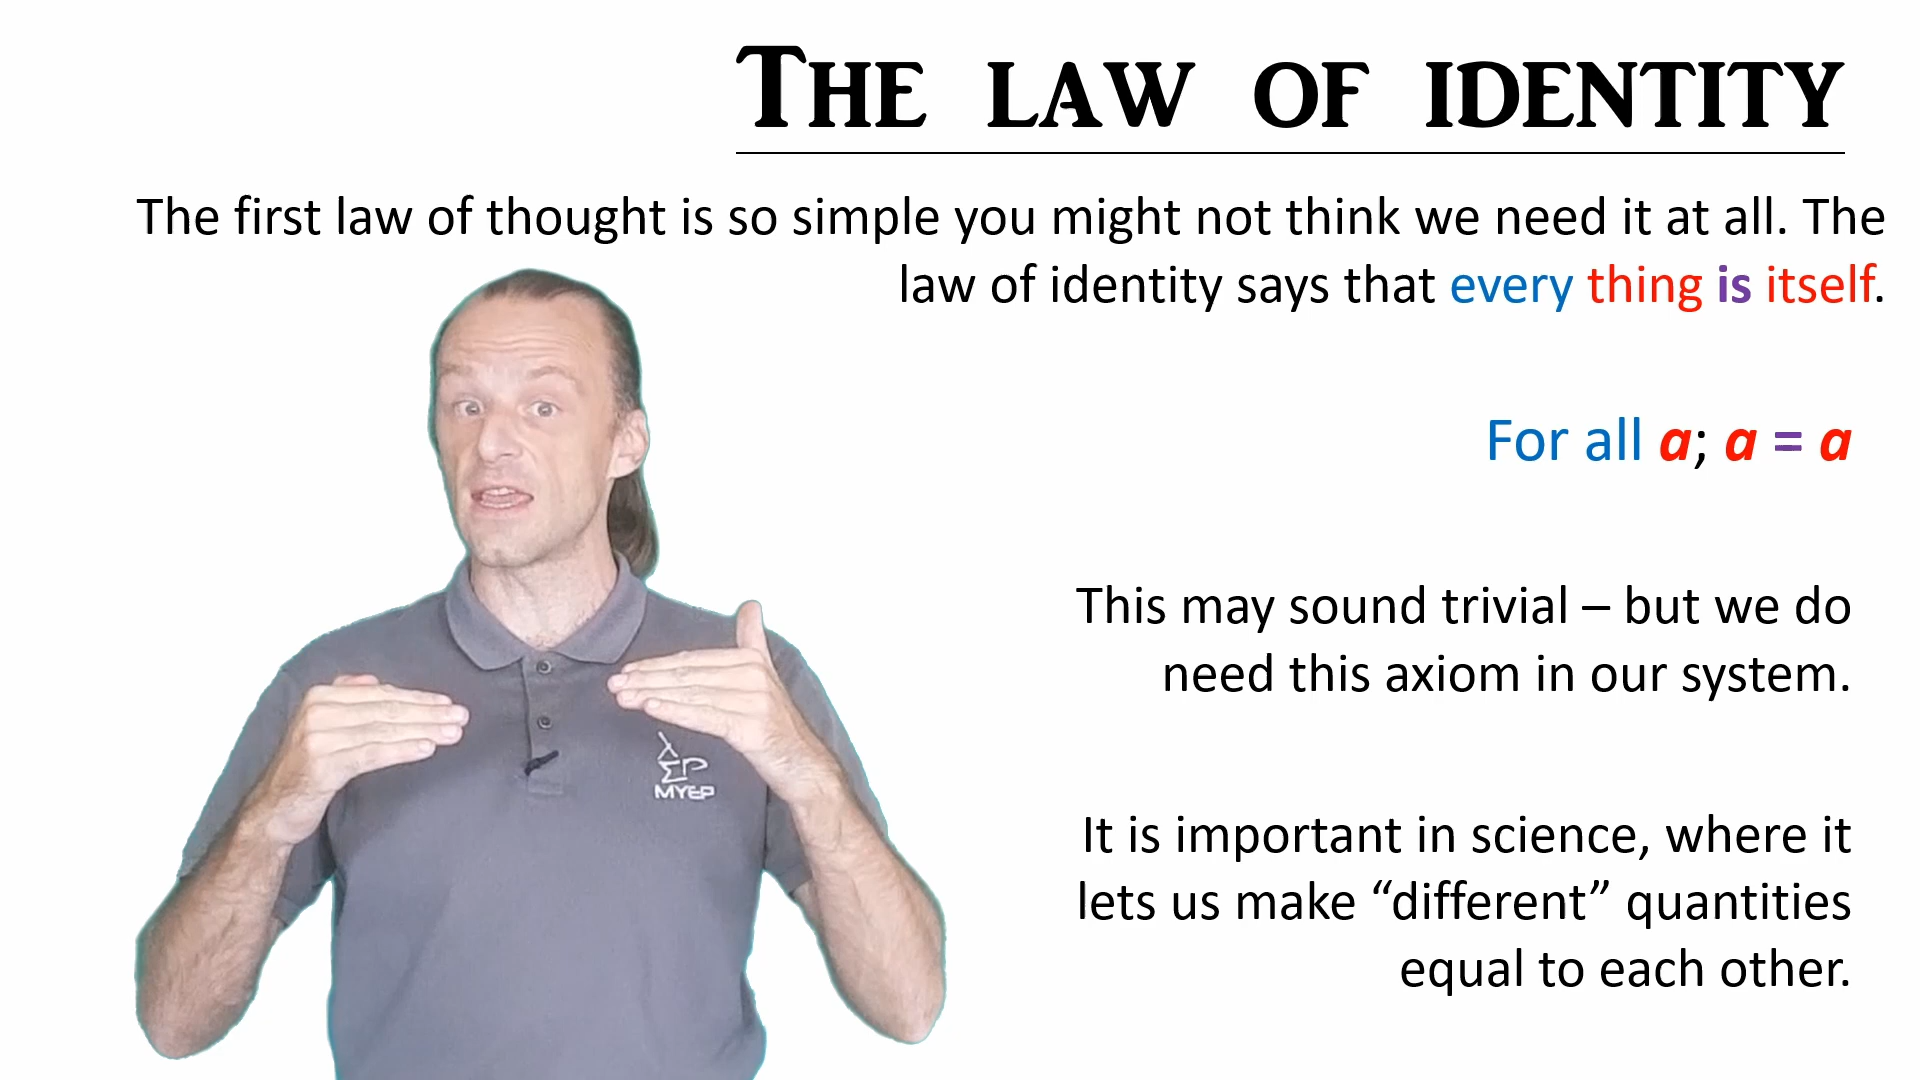 The law of identity
The first law of thought is so simple you might not think we need it at all. The
law of identity says that every thing is itself.
For all a; a = a
This may sound trivial – but we do
need this axiom in our system.
It is important in science, where it
lets us make “different” quantities
equal to each other.
MYEP